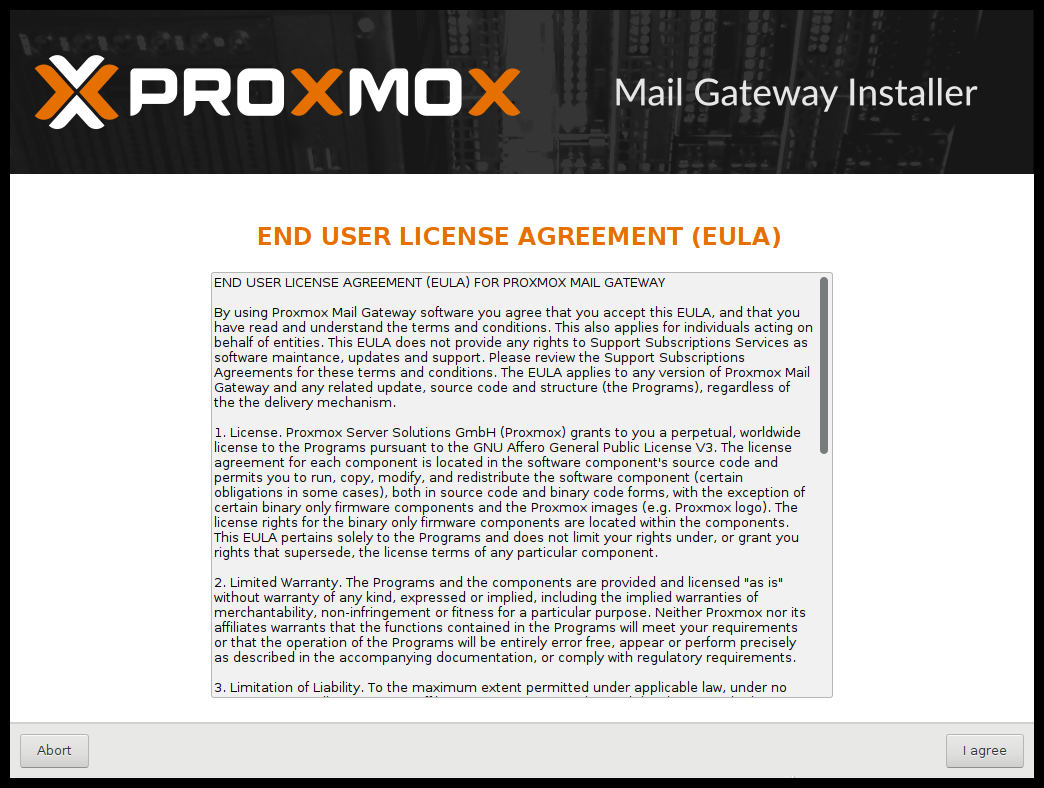 PROXMOX
Mail Gateway Installer
END USER LICENSE AGREEMENT (EULA)
END USER LICENSE AGREEMENT (EULA) FOR PROXMOX MAIL GATEWAY
By using Proxmox Mail Gateway software you agree that you accept this EULA, and that you
have read and understand the terms and conditions. This also applies for individuals acting on
behalf of entities. This EULA does not provide any rights to Support Subscriptions Services as
software maintance, updates and support. Please review the Support Subscriptions
Agreements for these terms and conditions. The EULA applies to any version of Proxmox Mail
Gateway and any related update, source code and structure (the Programs), regardless of
the the delivery mechanism.
1. License. Proxmox Server Solutions GmbH (Proxmox) grants to you a perpetual, worldwide
license to the Programs pursuant to the GNU Affero General Public License V3. The license
agreement for each component is located in the software component's source code and
permits you to run, copy, modify, and redistribute the software component (certain
obligations in some cases), both in source code and binary code forms, with the exception of
certain binary only firmware components and the Proxmox images (e.g. Proxmox logo). The
license rights for the binary only firmware components are located within the components.
This EULA pertains solely to the Programs and does not limit your rights under, or grant you
rights that supersede, the license terms of any particular component.
2. Limited Warranty. The Programs and the components are provided and licensed "as is"
without warranty of any kind, expressed or implied, including the implied warranties of
merchantability, non-infringement or fitness for a particular purpose. Neither Proxmox nor its
affiliates warrants that the functions contained in the Programs will meet your requirements
or that the operation of the Programs will be entirely error free, appear or perform precisely
as described in the accompanying documentation, or comply with regulatory requirements.
3. Limitation of Liability. To the maximum extent permitted under applicable law, under no
Abort
I agree